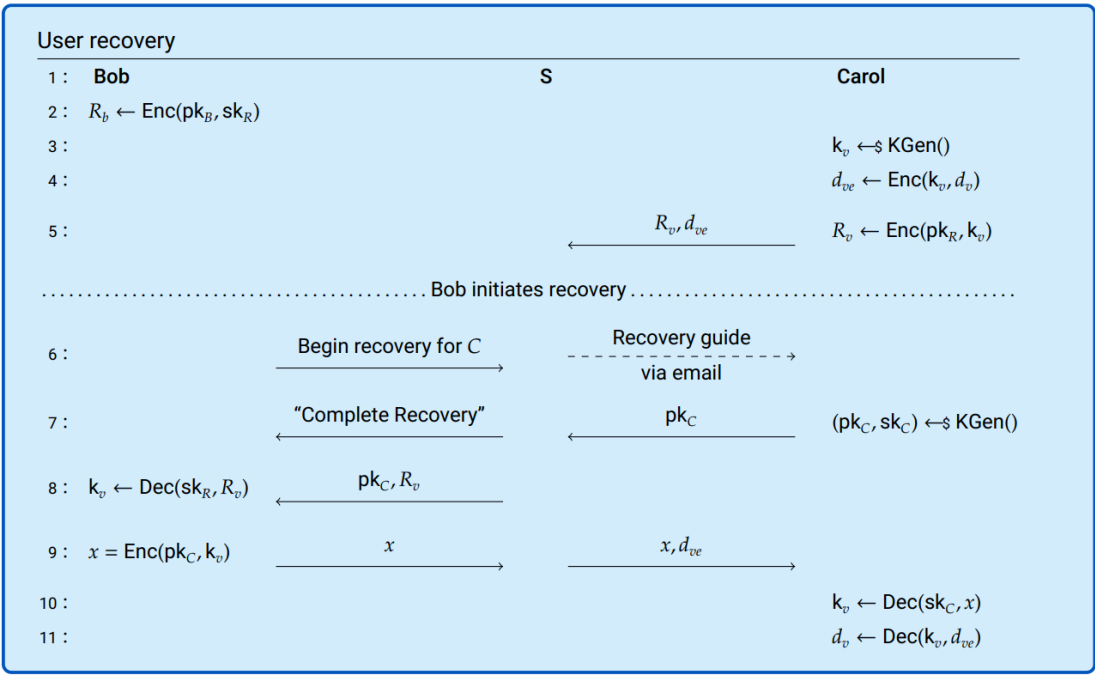 User recovery
1 : Bob S Carol
2 : R_b ← Enc(pk_B, sk_R)
3 : k_v ←$ KGen()
4 : d_ve ← Enc(k_v, d_v)
5 : R_v, d_ve R_v ← Enc(pk_R, k_v)
Bob initiates recovery
6 : Begin recovery for C Recovery guide
via email
7 : “Complete Recovery” pk_C (pk_C, sk_C) ←$ KGen()
8 : k_v ← Dec(sk_R, R_v) pk_C, R_v
9 : x = Enc(pk_C, k_v) x x, d_ve
10 : k_v ← Dec(sk_C, x)
11 : d_v ← Dec(k_v, d_ve)